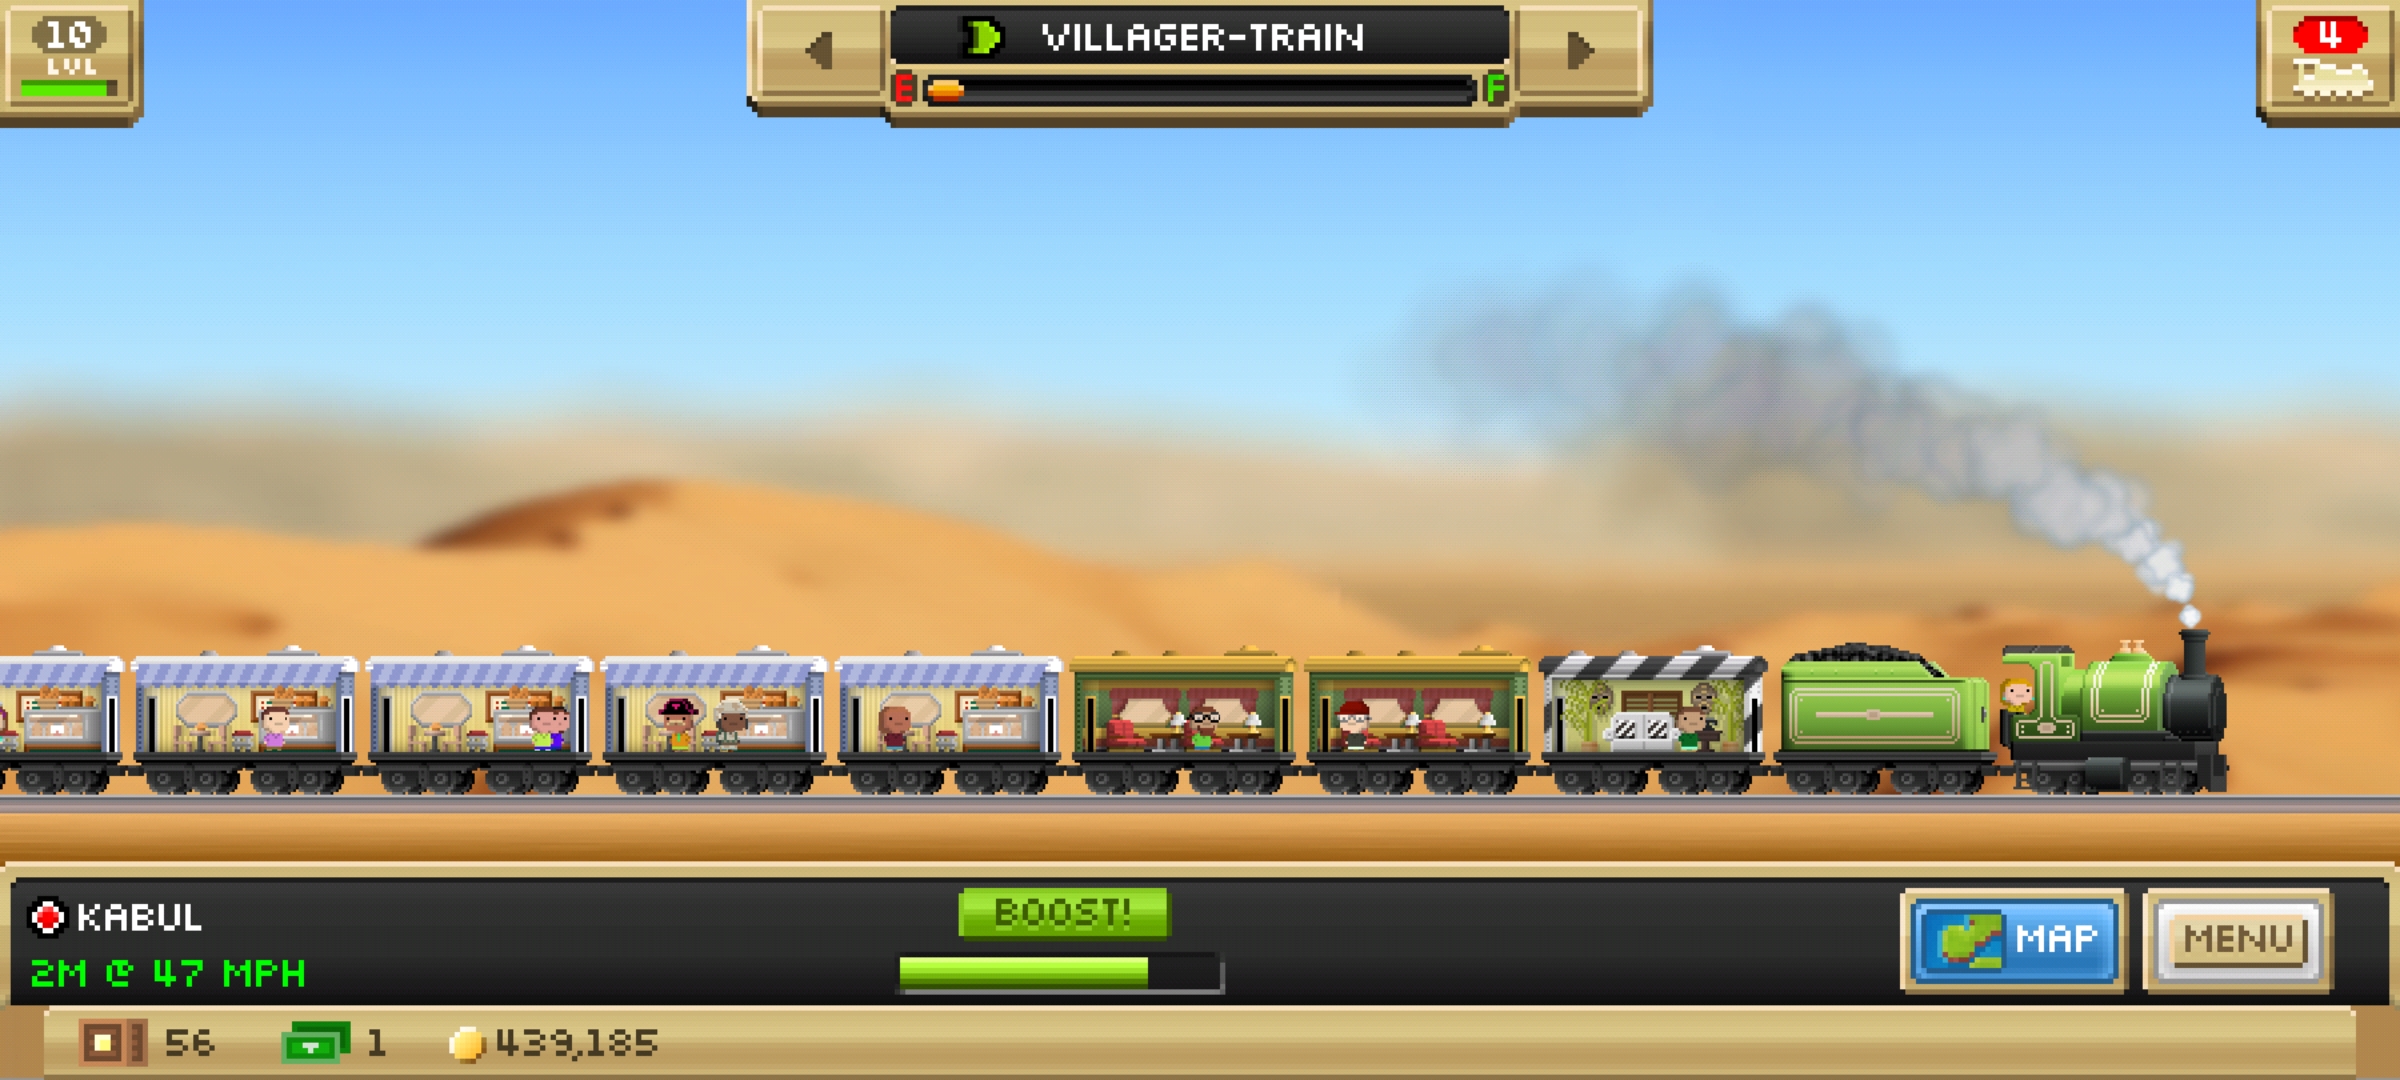 10
LVL
VILLAGER-TRAIN
E F
4
KABUL
2M @ 47 MPH
BOOST!
MAP
MENU
56 1 439,185